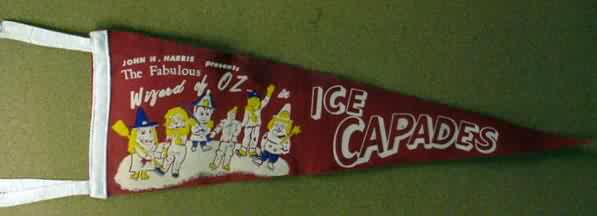 JOHN H. HARRIS presents
The Fabulous
Wizard of OZ in
ICE
CAPADES